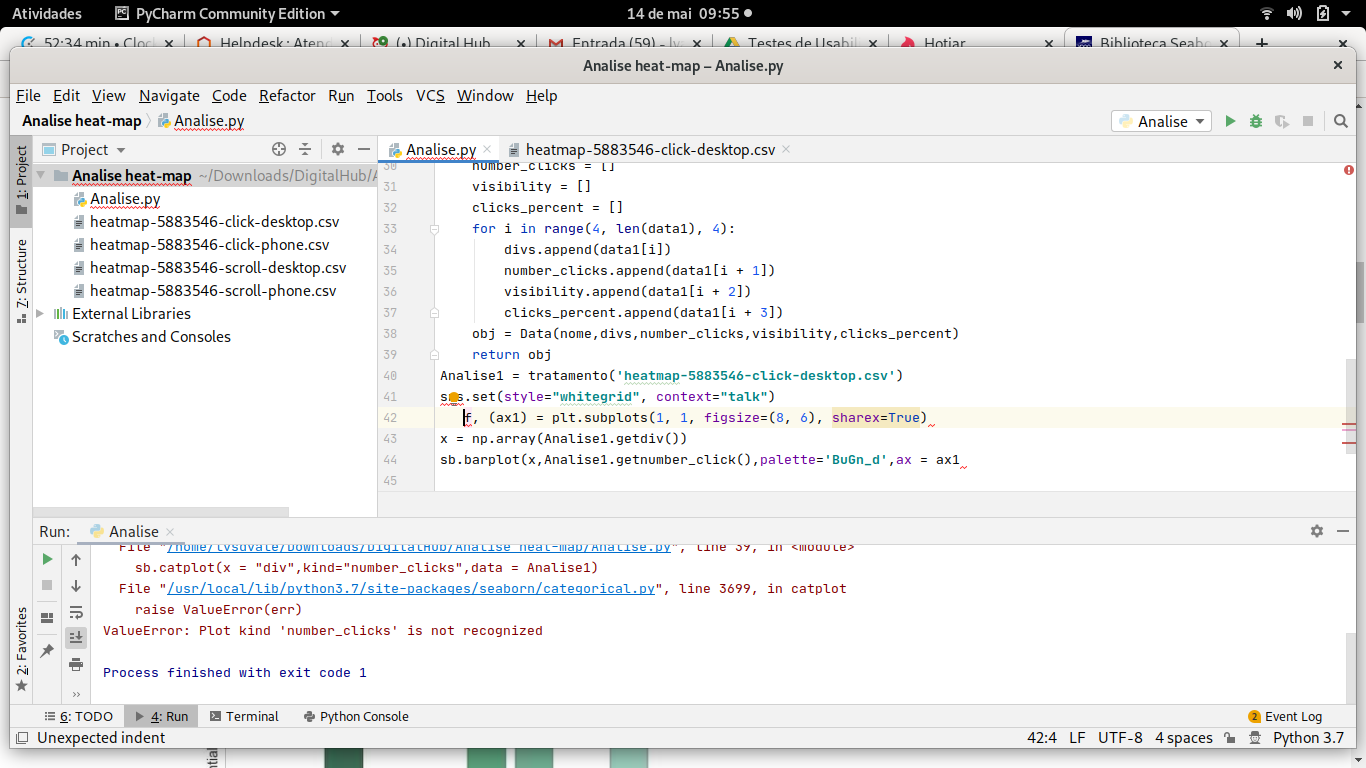 Atividades PyCharm Community Edition 14 de mai 09:55
52:34 min • Cloc Helpdesk : Aten (•) Digital Hub Entrada (59) - Testes de Usabi Hotjar Biblioteca Seabo
Analise heat-map – Analise.py
File Edit View Navigate Code Refactor Run Tools VCS Window Help
Analise heat-map Analise.py Analise
1: Project
7: Structure
2: Favorites
Project
Analise heat-map ~/Downloads/DigitalHub/A
Analise.py
heatmap-5883546-click-desktop.csv
heatmap-5883546-click-phone.csv
heatmap-5883546-scroll-desktop.csv
heatmap-5883546-scroll-phone.csv
External Libraries
Scratches and Consoles
Analise.py heatmap-5883546-click-desktop.csv
30 number_clicks = []
31 visibility = []
32 clicks_percent = []
33 for i in range(4, len(data1), 4):
34 divs.append(data1[i])
35 number_clicks.append(data1[i + 1])
36 visibility.append(data1[i + 2])
37 clicks_percent.append(data1[i + 3])
38 obj = Data(nome,divs,number_clicks,visibility,clicks_percent)
39 return obj
40 Analise1 = tratamento('heatmap-5883546-click-desktop.csv')
41 sns.set(style="whitegrid", context="talk")
42 f, (ax1) = plt.subplots(1, 1, figsize=(8, 6), sharex=True)
43 x = np.array(Analise1.getdiv())
44 sb.barplot(x,Analise1.getnumber_click(),palette='BuGn_d',ax = ax1
45
Run: Analise
File "/home/lvsdvale/Downloads/DigitalHub/Analise heat-map/Analise.py", line 39, in <module>
sb.catplot(x = "div",kind="number_clicks",data = Analise1)
File "/usr/local/lib/python3.7/site-packages/seaborn/categorical.py", line 3699, in catplot
raise ValueError(err)
ValueError: Plot kind 'number_clicks' is not recognized
Process finished with exit code 1
6: TODO 4: Run Terminal Python Console 2 Event Log
Unexpected indent 42:4 LF UTF-8 4 spaces Python 3.7